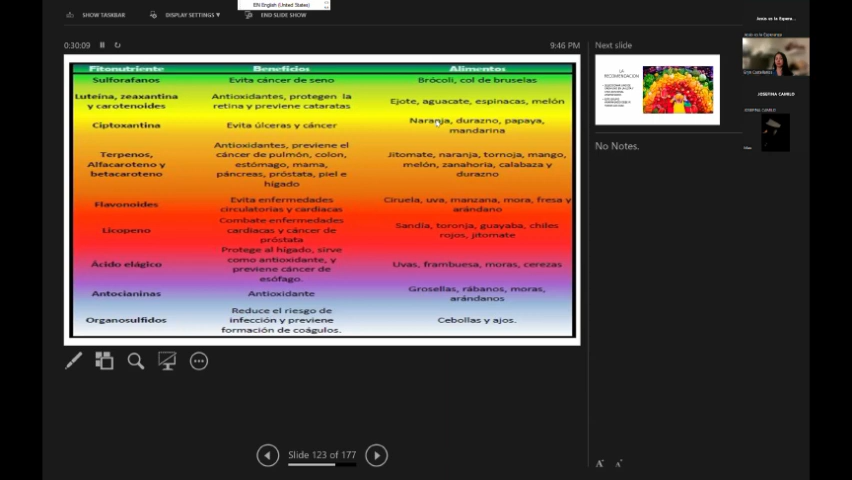 EN English (United States)
SHOW TASKBAR
DISPLAY SETTINGS ▼
END SLIDE SHOW
0:30:09
9:46 PM
Fitonutriente Beneficios Alimentos
Sulforafanos Evita cáncer de seno Brócoli, col de bruselas
Luteína, zeaxantina
y carotenoides
Antioxidantes, protegen la
retina y previene cataratas
Ejote, aguacate, espinacas, melón
Ciptoxantina Evita úlceras y cáncer
Naranja, durazno, papaya,
mandarina
Terpenos,
Alfacaroteno y
betacaroteno
Antioxidantes, previene el
cáncer de pulmón, colon,
estómago, mama,
páncreas, próstata, piel e
hígado
Jitomate, naranja, tornoja, mango,
melón, zanahoria, calabaza y
durazno
Flavonoides
Evita enfermedades
circulatorias y cardiacas
Ciruela, uva, manzana, mora, fresa y
arándano
Licopeno
Combate enfermedades
cardiacas y cáncer de
próstata
Sandía, toronja, guayaba, chiles
rojos, jitomate
Ácido elágico
Protege al hígado, sirve
como antioxidante, y
previene cáncer de
esófago.
Uvas, frambuesa, moras, cerezas
Antocianinas Antioxidante
Grosellas, rábanos, moras,
arándanos
Organosulfidos
Reduce el riesgo de
infección y previene
formación de coágulos.
Cebollas y ajos.
Slide 123 of 177
Next slide
LA
RECOMENDACION
No Notes.
A A
JOSEFINA CAMILO